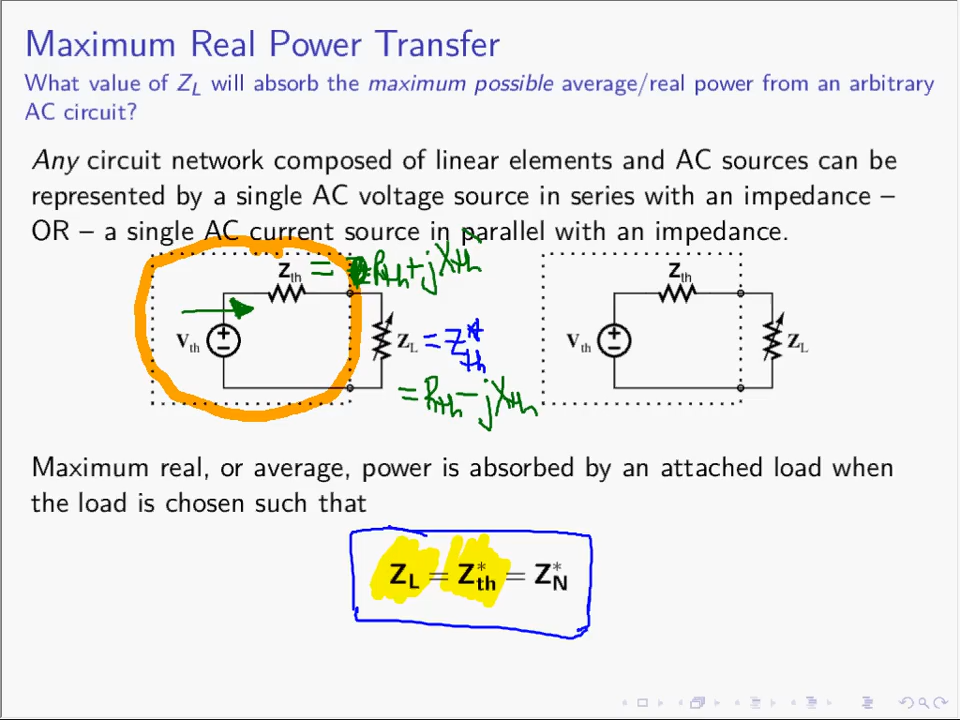 Maximum Real Power Transfer
What value of Z_L will absorb the maximum possible average/real power from an arbitrary
AC circuit?
Any circuit network composed of linear elements and AC sources can be
represented by a single AC voltage source in series with an impedance –
OR – a single AC current source in parallel with an impedance.
Z_th = R_th + jX_th
V_th
Z_L = Z*_th
= R_th - jX_th
Z_th
V_th
Z_L
Maximum real, or average, power is absorbed by an attached load when
the load is chosen such that
Z_L = Z*_th = Z*_N